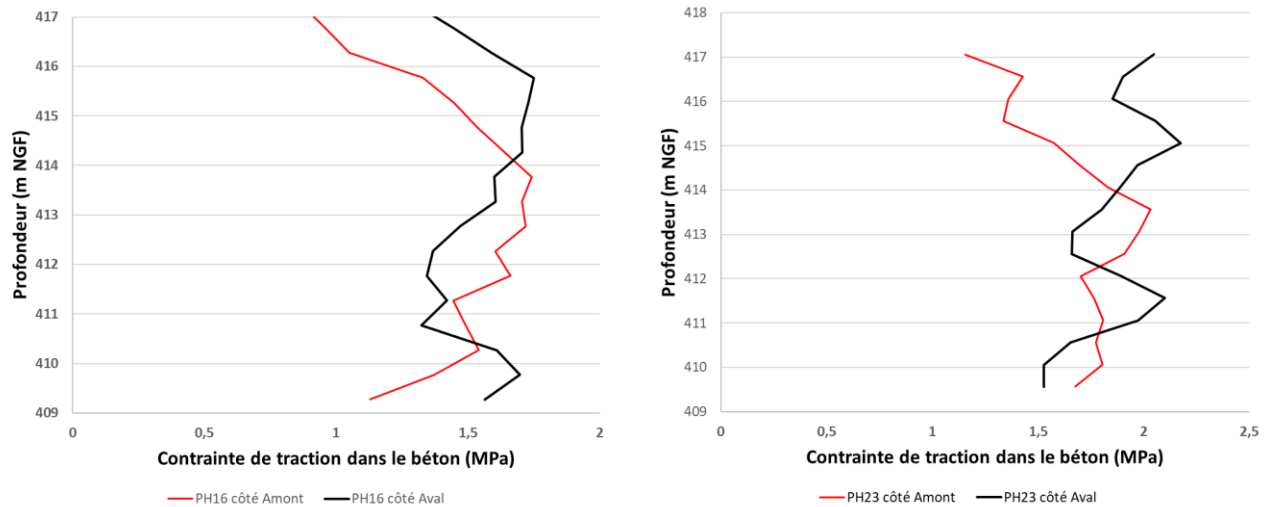 417
416
415
414
413
412
411
410
409
0 0,5 1 1,5 2
Profondeur (m NGF)
Contrainte de traction dans le béton (MPa)
PH16 côté Amont PH16 côté Aval
418
417
416
415
414
413
412
411
410
409
0 0,5 1 1,5 2 2,5
Profondeur (m NGF)
Contrainte de traction dans le béton (MPa)
PH23 côté Amont PH23 côté Aval